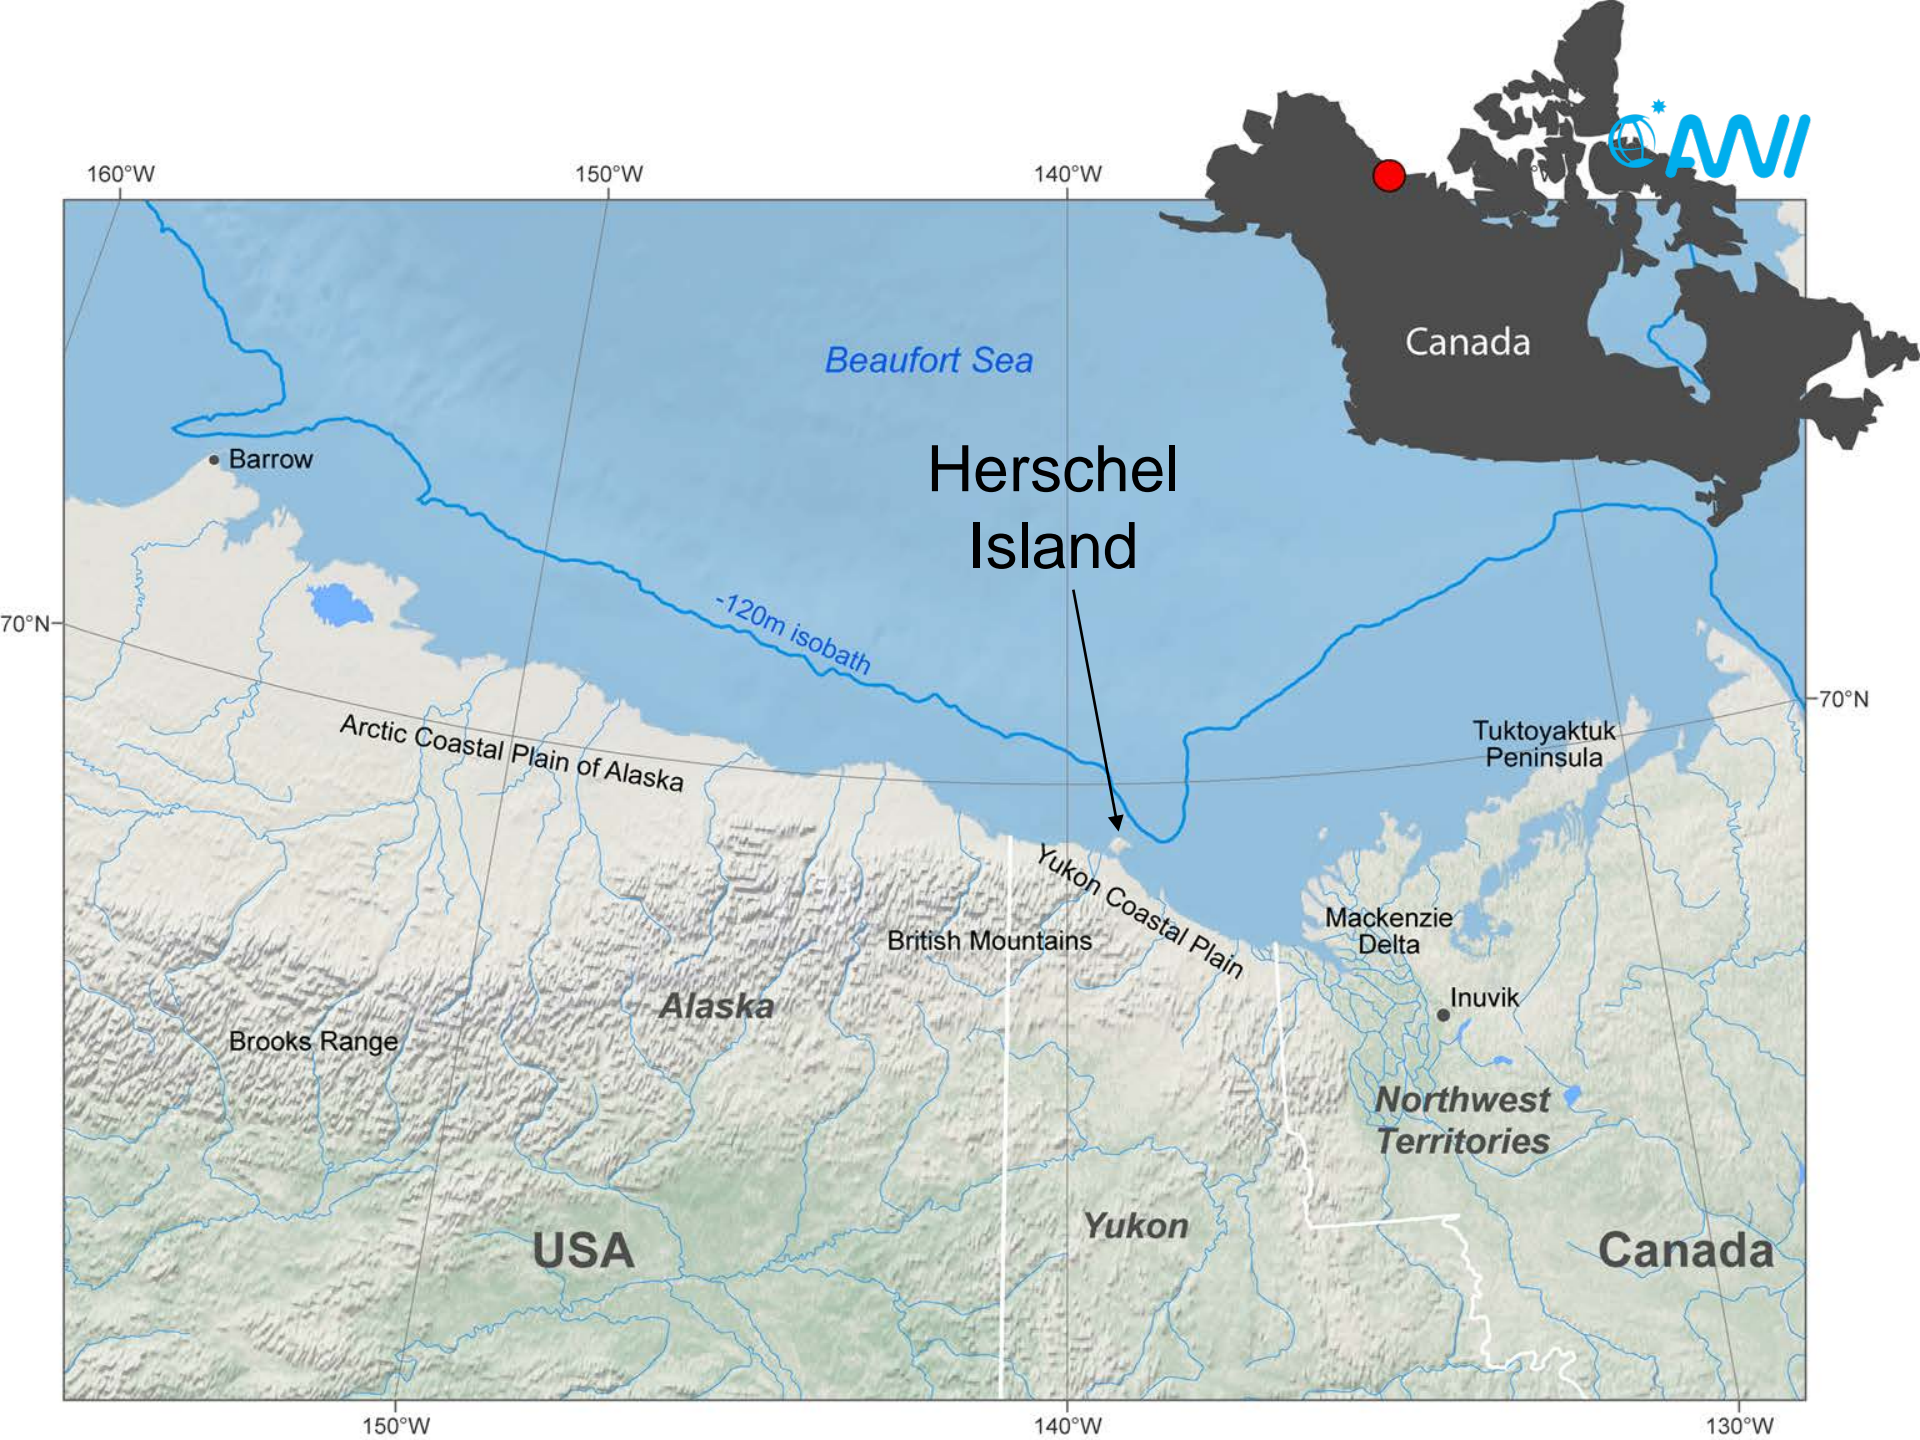 AWI
160°W
150°W
140°W
Canada
Beaufort Sea
Herschel
Island
Barrow
-120m isobath
70°N
70°N
Tuktoyaktuk
Peninsula
Arctic Coastal Plain of Alaska
Yukon Coastal Plain
Mackenzie
Delta
British Mountains
Inuvik
Alaska
Brooks Range
Northwest
Territories
Yukon
USA
Canada
150°W
140°W
130°W